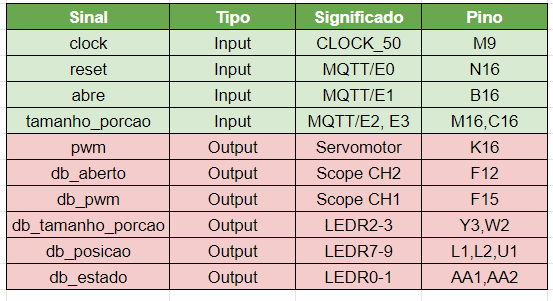 Sinal Tipo Significado Pino
clock Input CLOCK_50 M9
reset Input MQTT/E0 N16
abre Input MQTT/E1 B16
tamanho_porcao Input MQTT/E2, E3 M16,C16
pwm Output Servomotor K16
db_aberto Output Scope CH2 F12
db_pwm Output Scope CH1 F15
db_tamanho_porcao Output LEDR2-3 Y3,W2
db_posicao Output LEDR7-9 L1,L2,U1
db_estado Output LEDR0-1 AA1,AA2